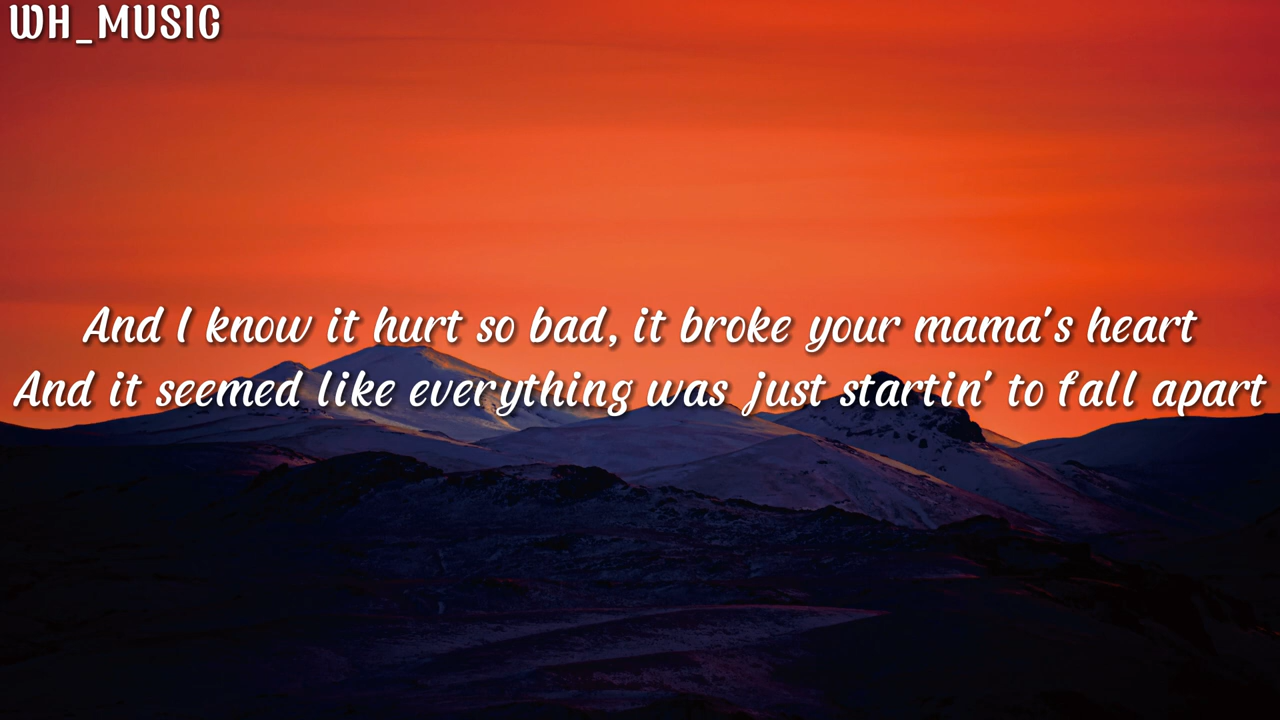 WH_MUSIC
And I know it hurt so bad, it broke your mama's heart
And it seemed like everything was just startin' to fall apart